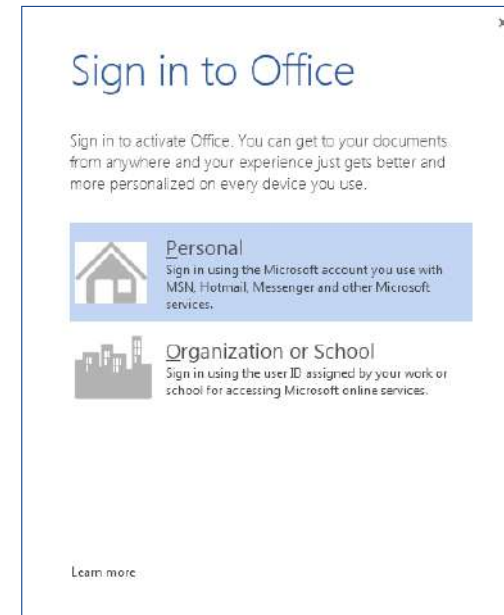 Sign in to Office
Sign in to activate Office. You can get to your documents
from anywhere and your experience just gets better and
more personalized on every device you use.
Personal
Sign in using the Microsoft account you use with
MSN, Hotmail, Messenger and other Microsoft
services.
Organization or School
Sign in using the user ID assigned by your work or
school for accessing Microsoft online services.
Learn more